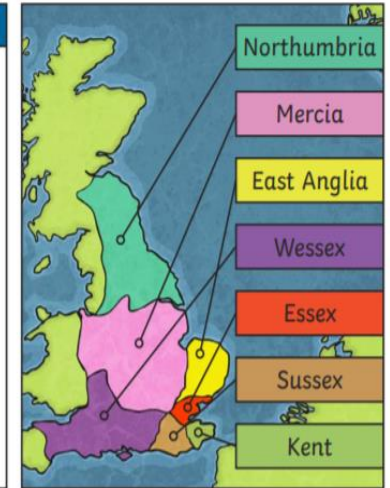 Northumbria
Mercia
East Anglia
Wessex
Essex
Sussex
Kent